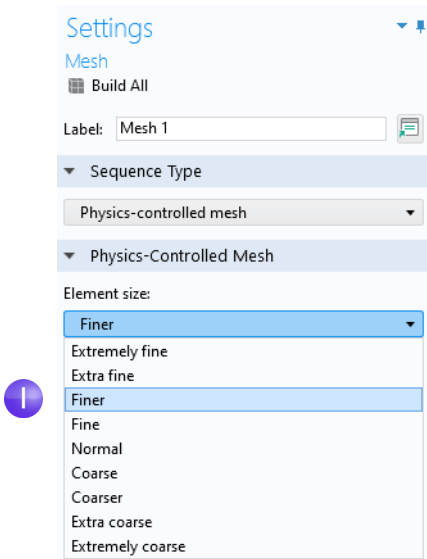 Settings
Mesh
Build All
Label: Mesh 1
Sequence Type
Physics-controlled mesh
Physics-Controlled Mesh
Element size:
Finer
Extremely fine
Extra fine
Finer
Fine
Normal
Coarse
Coarser
Extra coarse
Extremely coarse